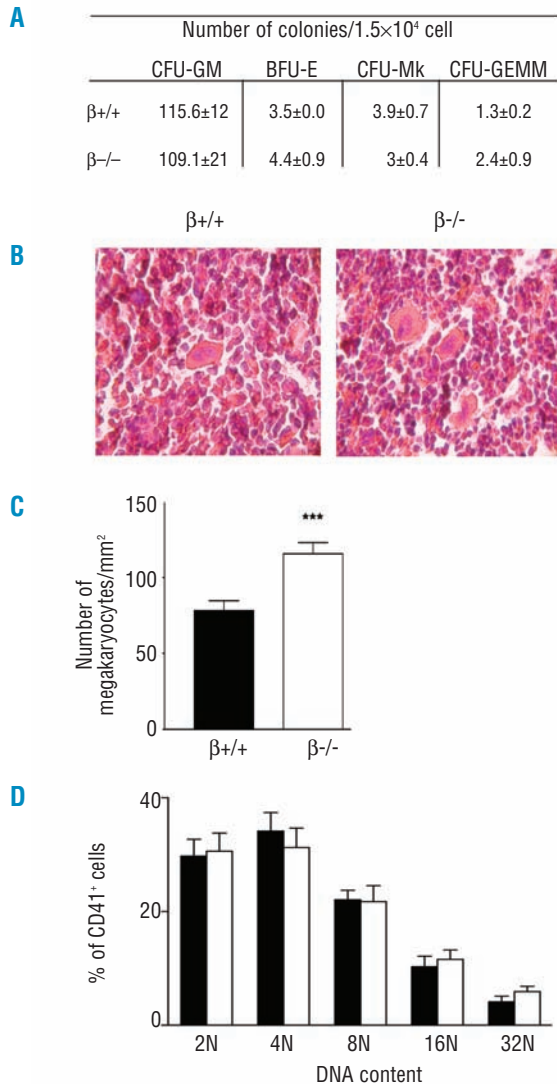 A
Number of colonies/1.5×10⁴ cell
CFU-GM BFU-E CFU-Mk CFU-GEMM
β+/+ 115.6±12 3.5±0.0 3.9±0.7 1.3±0.2
β–/– 109.1±21 4.4±0.9 3±0.4 2.4±0.9
β+/+ β-/-
B
C
Number of
megakaryocytes/mm²
150
100
50
0
***
β+/+ β-/-
D
% of CD41⁺ cells
40
20
0
2N 4N 8N 16N 32N
DNA content